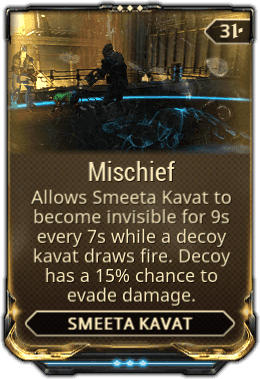 31
Mischief
Allows Smeeta Kavat to
become invisible for 9s
every 7s while a decoy
kavat draws fire. Decoy
has a 15% chance to
evade damage.
SMEETA KAVAT